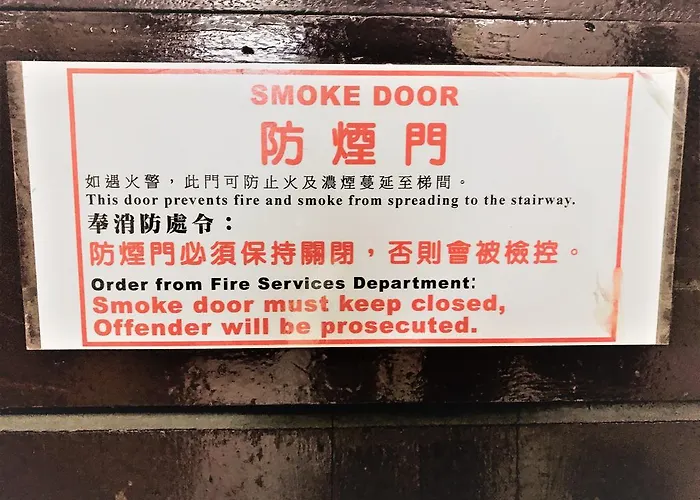 SMOKE DOOR
防煙門
如遇火警，此門可防止火及濃煙蔓延至梯間。
This door prevents fire and smoke from spreading to the stairway.
奉消防處令：
防煙門必須保持關閉，否則會被檢控。
Order from Fire Services Department:
Smoke door must keep closed,
Offender will be prosecuted.